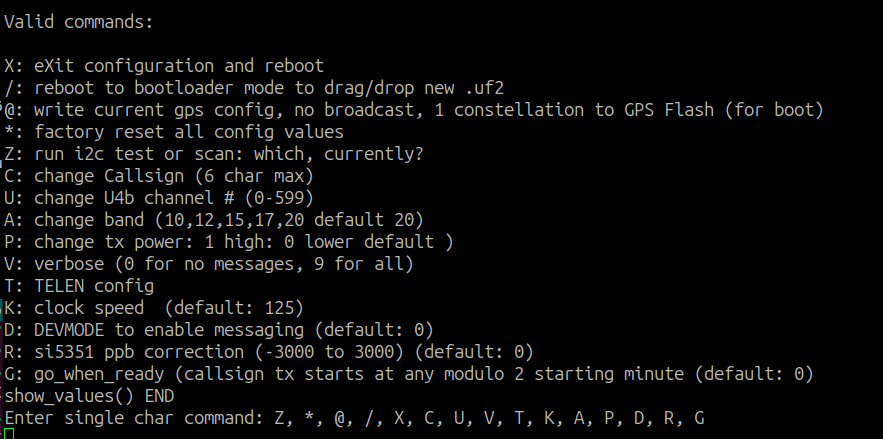 Valid commands:
X: eXit configuration and reboot
/: reboot to bootloader mode to drag/drop new .uf2
@: write current gps config, no broadcast, 1 constellation to GPS Flash (for boot)
*: factory reset all config values
Z: run i2c test or scan: which, currently?
C: change Callsign (6 char max)
U: change U4b channel # (0-599)
A: change band (10,12,15,17,20 default 20)
P: change tx power: 1 high: 0 lower default )
V: verbose (0 for no messages, 9 for all)
T: TELEN config
K: clock speed  (default: 125)
D: DEVMODE to enable messaging (default: 0)
R: si5351 ppb correction (-3000 to 3000) (default: 0)
G: go_when_ready (callsign tx starts at any modulo 2 starting minute (default: 0)
show_values() END
Enter single char command: Z, *, @, /, X, C, U, V, T, K, A, P, D, R, G